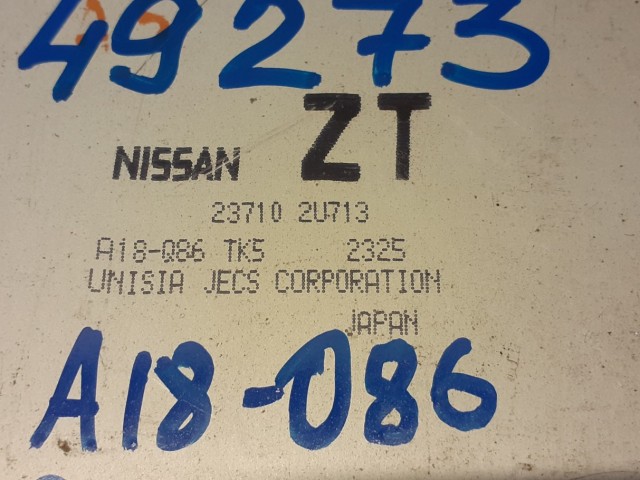 49273
NISSAN ZT
23710 2U713
A18-Q86 TK5 2325
UNISIA JECS CORPORATION
JAPAN
A18-086